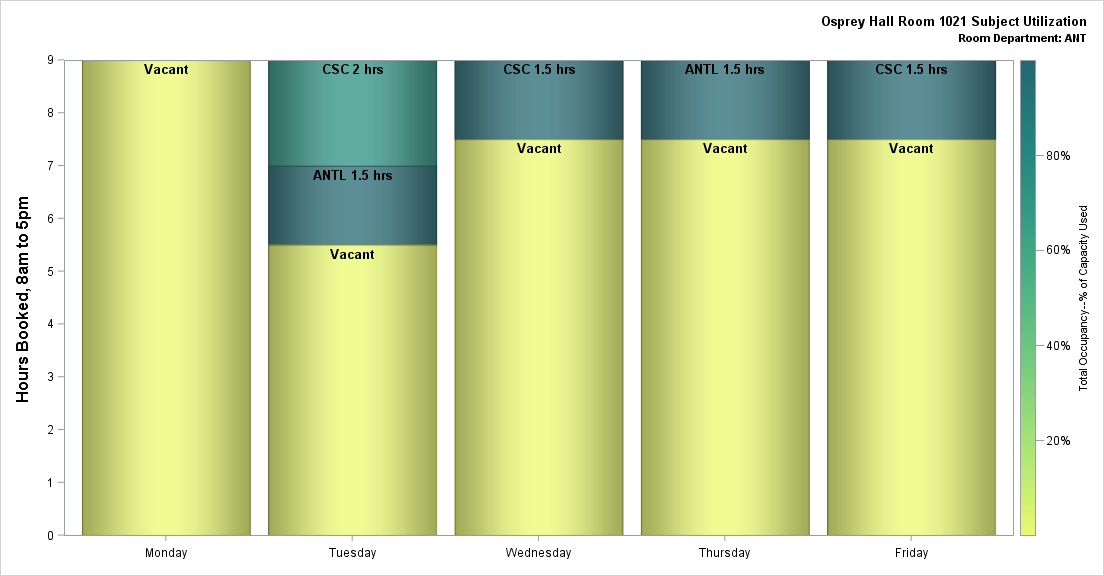 Osprey Hall Room 1021 Subject Utilization
Room Department: ANT
Hours Booked, 8am to 5pm
9
8
7
6
5
4
3
2
1
0
Vacant
CSC 2 hrs
ANTL 1.5 hrs
Vacant
CSC 1.5 hrs
Vacant
ANTL 1.5 hrs
Vacant
CSC 1.5 hrs
Vacant
Monday
Tuesday
Wednesday
Thursday
Friday
80%
60%
40%
20%
Total Occupancy--% of Capacity Used